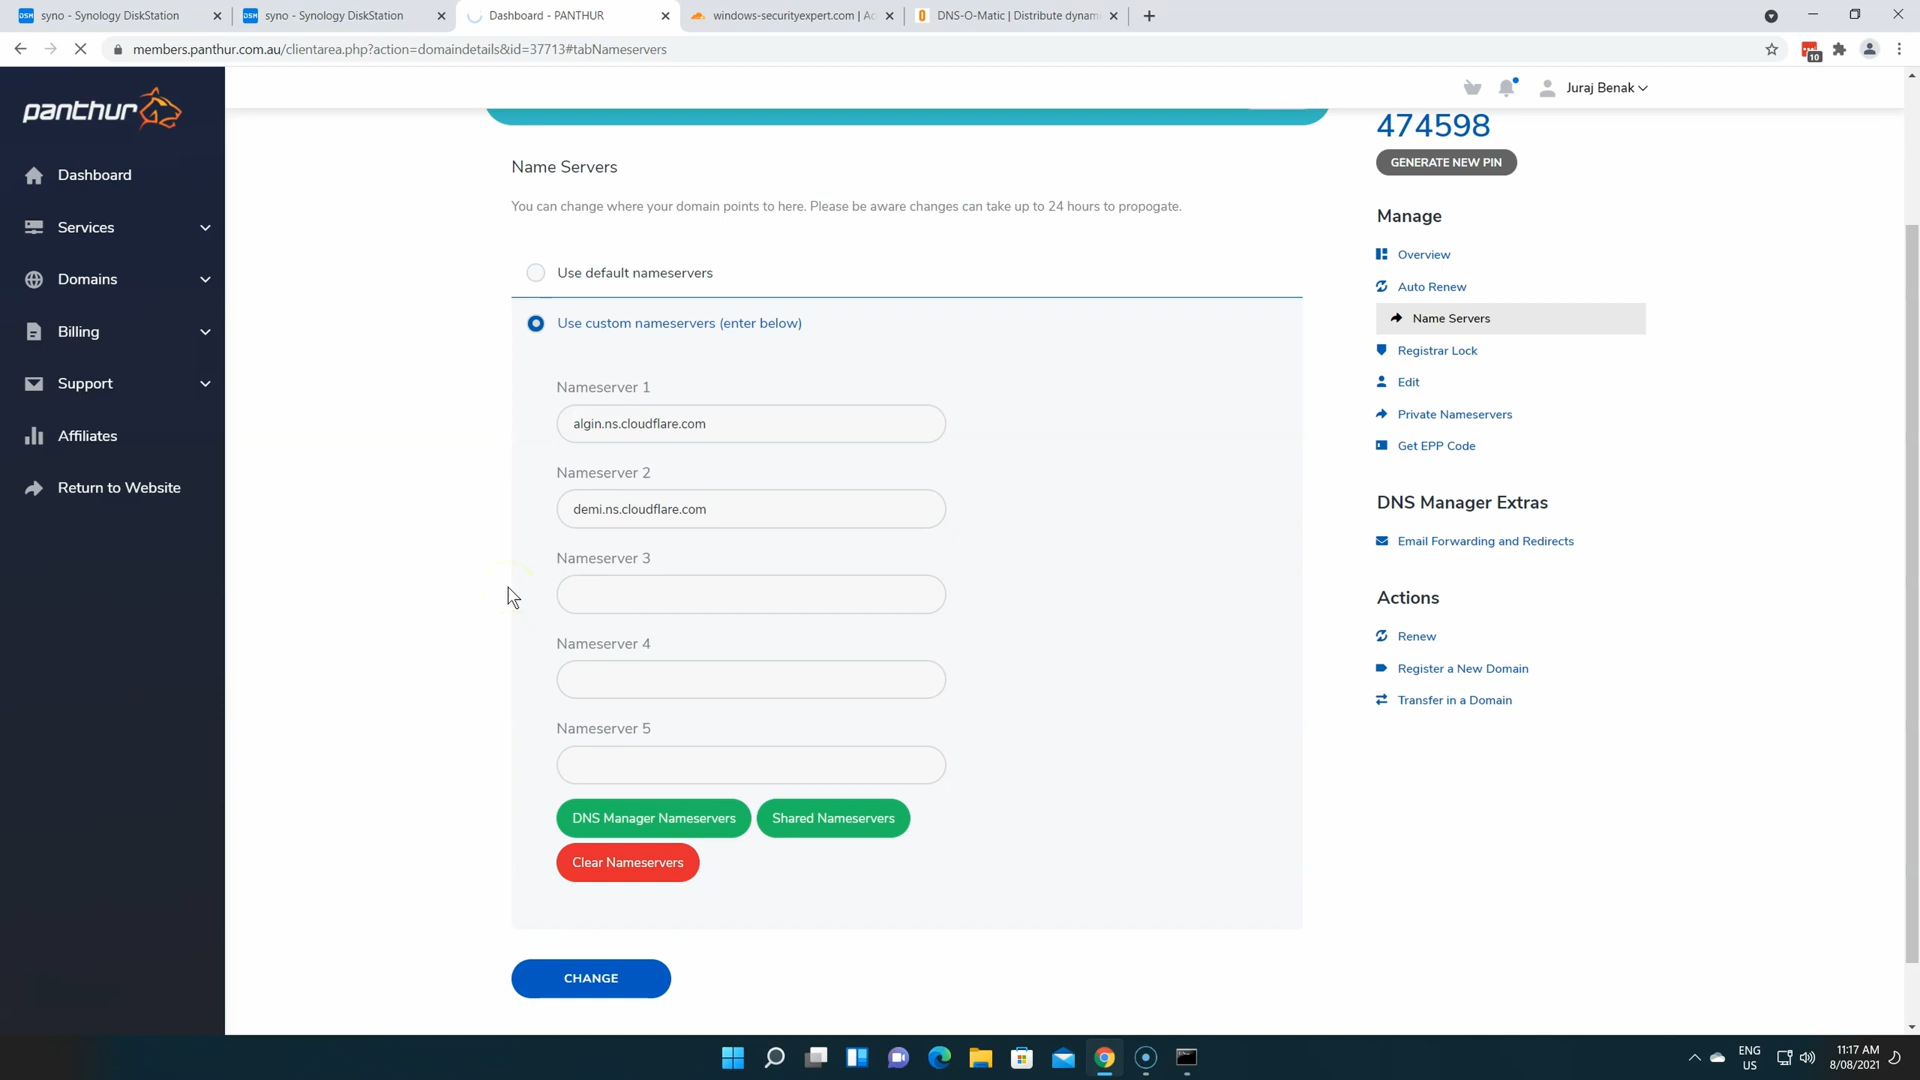 syno - Synology DiskStation
syno - Synology DiskStation
Dashboard - PANTHUR
windows-securityexpert.com | Ac
DNS-O-Matic | Distribute dynam
members.panthur.com.au/clientarea.php?action=domaindetails&id=37713#tabNameservers
10
panthur
Juraj Benak
Dashboard
Services
Domains
Billing
Support
Affiliates
Return to Website
Name Servers
You can change where your domain points to here. Please be aware changes can take up to 24 hours to propogate.
Use default nameservers
Use custom nameservers (enter below)
Nameserver 1
algin.ns.cloudflare.com
Nameserver 2
demi.ns.cloudflare.com
Nameserver 3
Nameserver 4
Nameserver 5
DNS Manager Nameservers
Shared Nameservers
Clear Nameservers
CHANGE
474598
GENERATE NEW PIN
Manage
Overview
Auto Renew
Name Servers
Registrar Lock
Edit
Private Nameservers
Get EPP Code
DNS Manager Extras
Email Forwarding and Redirects
Actions
Renew
Register a New Domain
Transfer in a Domain
ENG
US
11:17 AM
8/08/2021